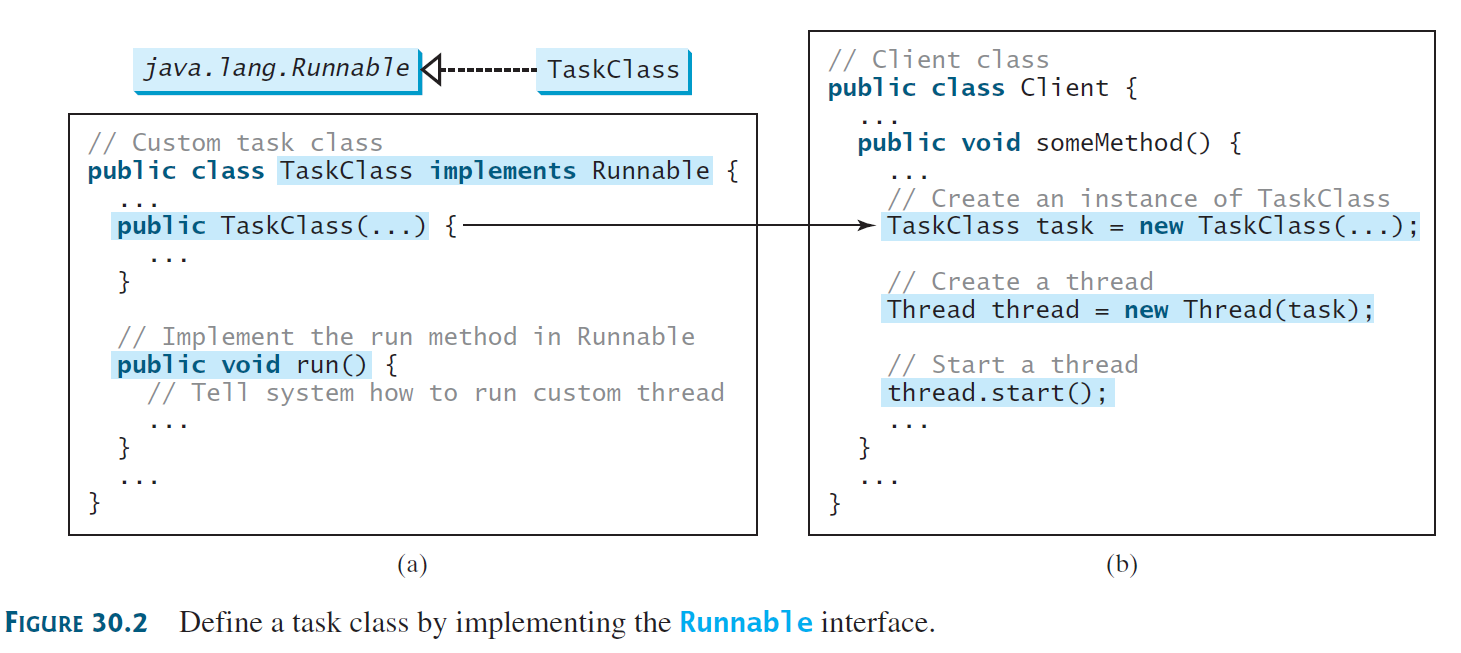 java.lang.Runnable
TaskClass
// Custom task class
public class TaskClass implements Runnable {
  ...
  public TaskClass(...) {
    ...
  }

  // Implement the run method in Runnable
  public void run() {
    // Tell system how to run custom thread
    ...
  }
  ...
}
(a)
// Client class
public class Client {
  ...
  public void someMethod() {
    ...
    // Create an instance of TaskClass
    TaskClass task = new TaskClass(...);

    // Create a thread
    Thread thread = new Thread(task);

    // Start a thread
    thread.start();
    ...
  }
  ...
}
(b)
FIGURE 30.2 Define a task class by implementing the Runnable interface.